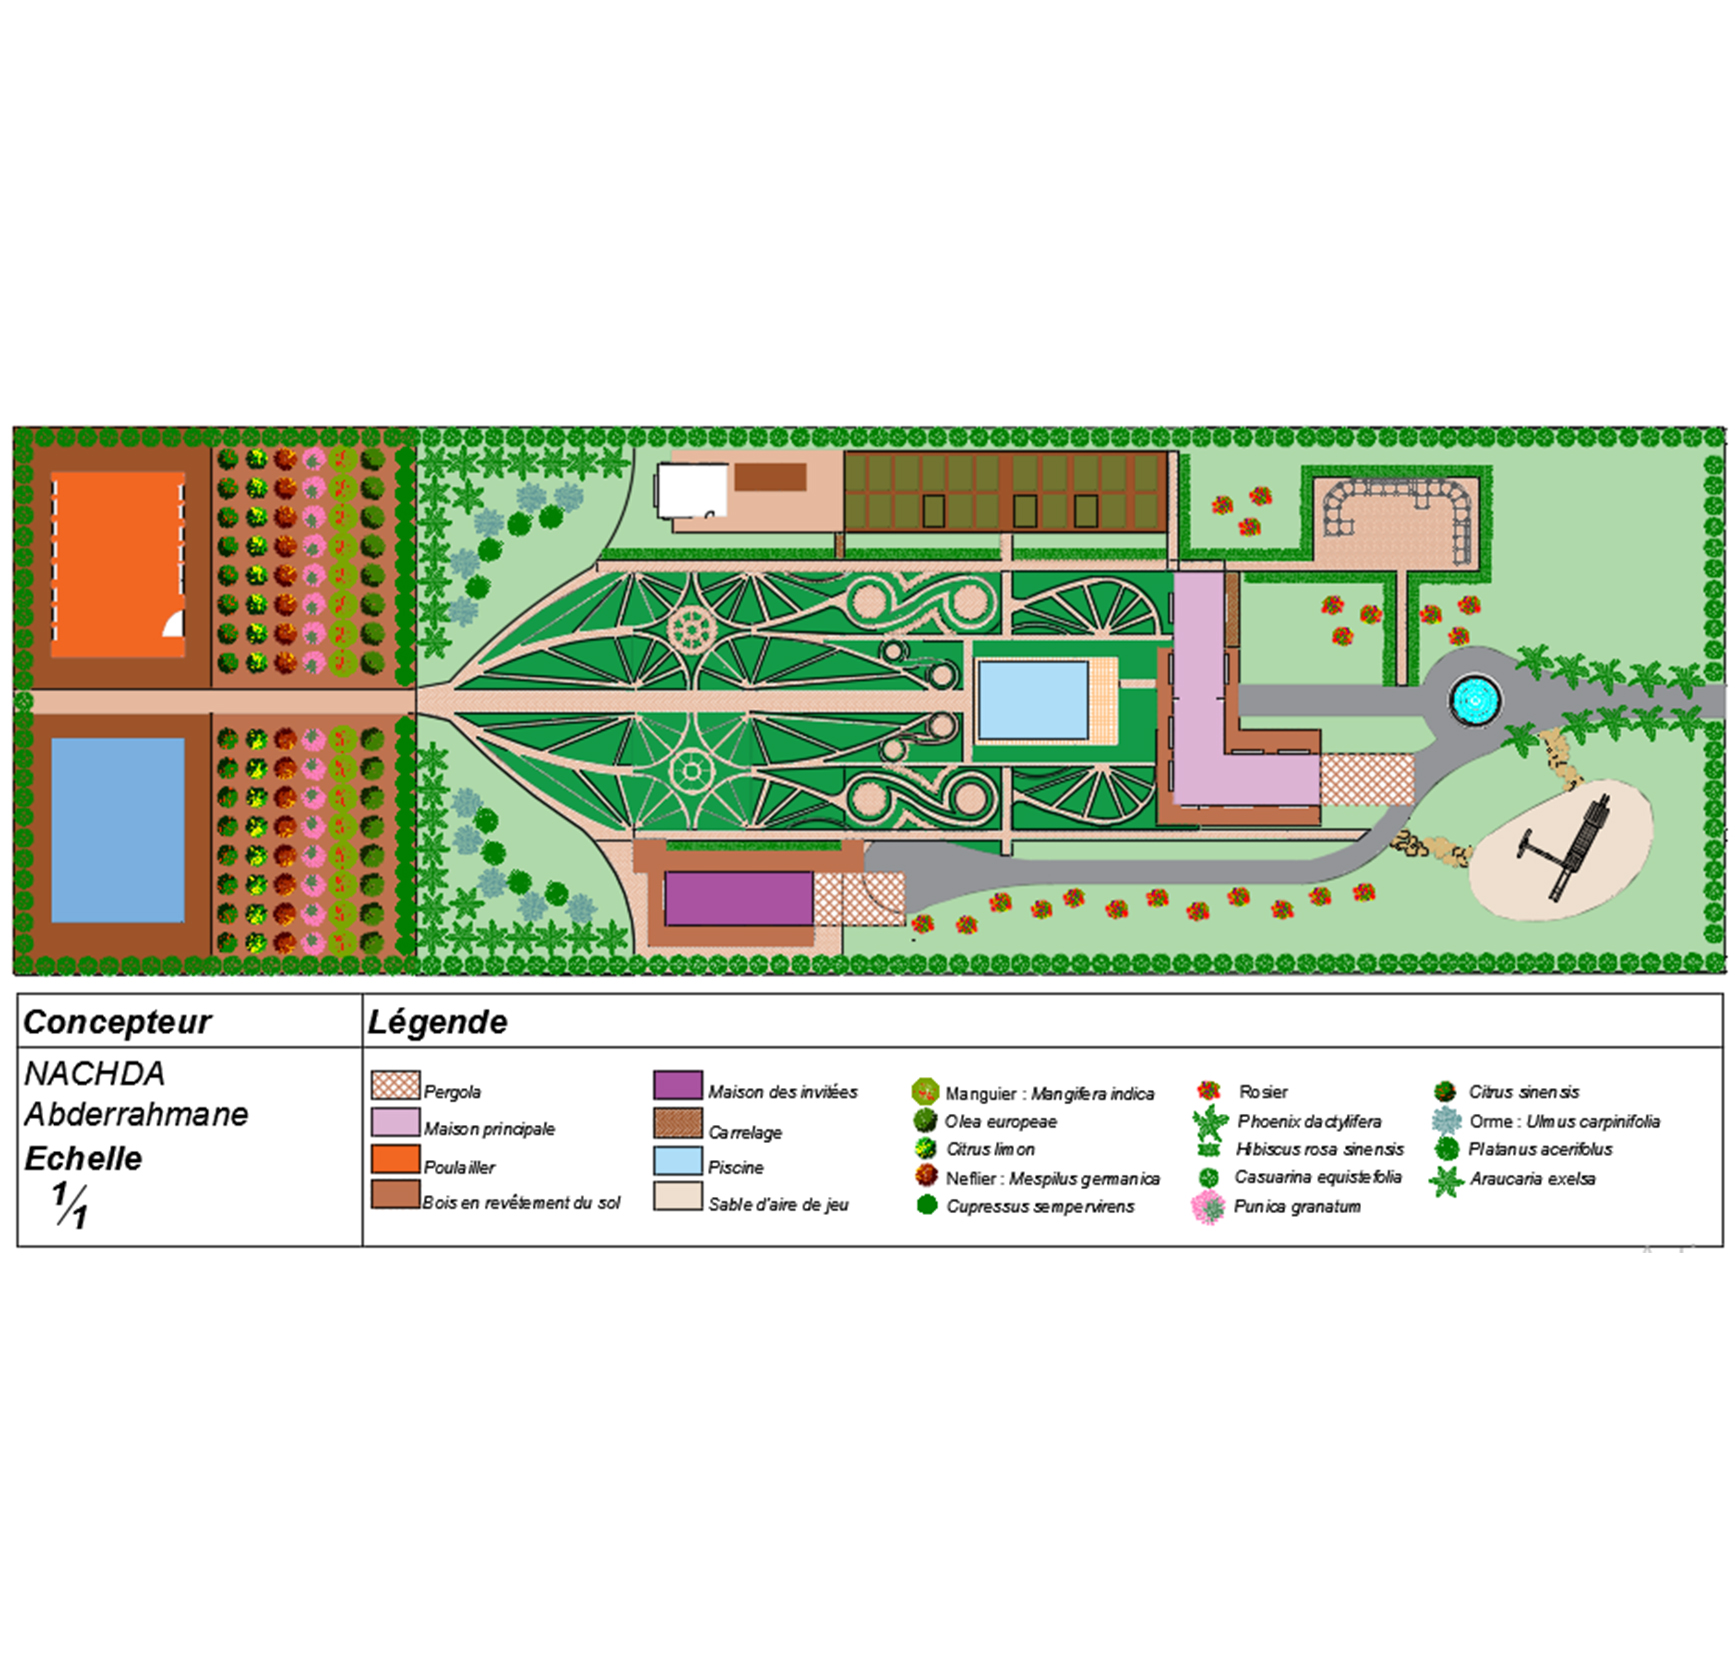 Concepteur
Légende
NACHDA
Abderrahmane
Echelle
1/1
Pergola
Maison principale
Poulailler
Bois en revêtement du sol
Maison des invitées
Carrelage
Piscine
Sable d'aire de jeu
Manguier : Mangifera indica
Olea europeae
Citrus limon
Neflier : Mespilus germanica
Cupressus sempervirens
Rosier
Phoenix dactylifera
Hibiscus rosa sinensis
Casuarina equistefolia
Punica granatum
Citrus sinensis
Orme : Ulmus carpinifolia
Platanus acerifolus
Araucaria exelsa